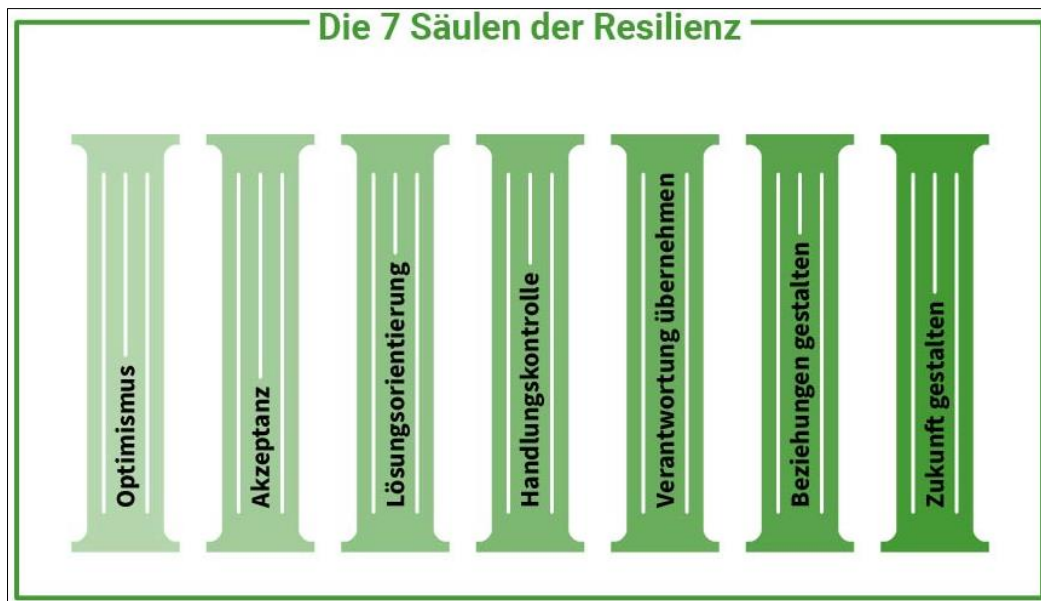 Die 7 Säulen der Resilienz
Optimismus
Akzeptanz
Lösungsorientierung
Handlungskontrolle
Verantwortung übernehmen
Beziehungen gestalten
Zukunft gestalten